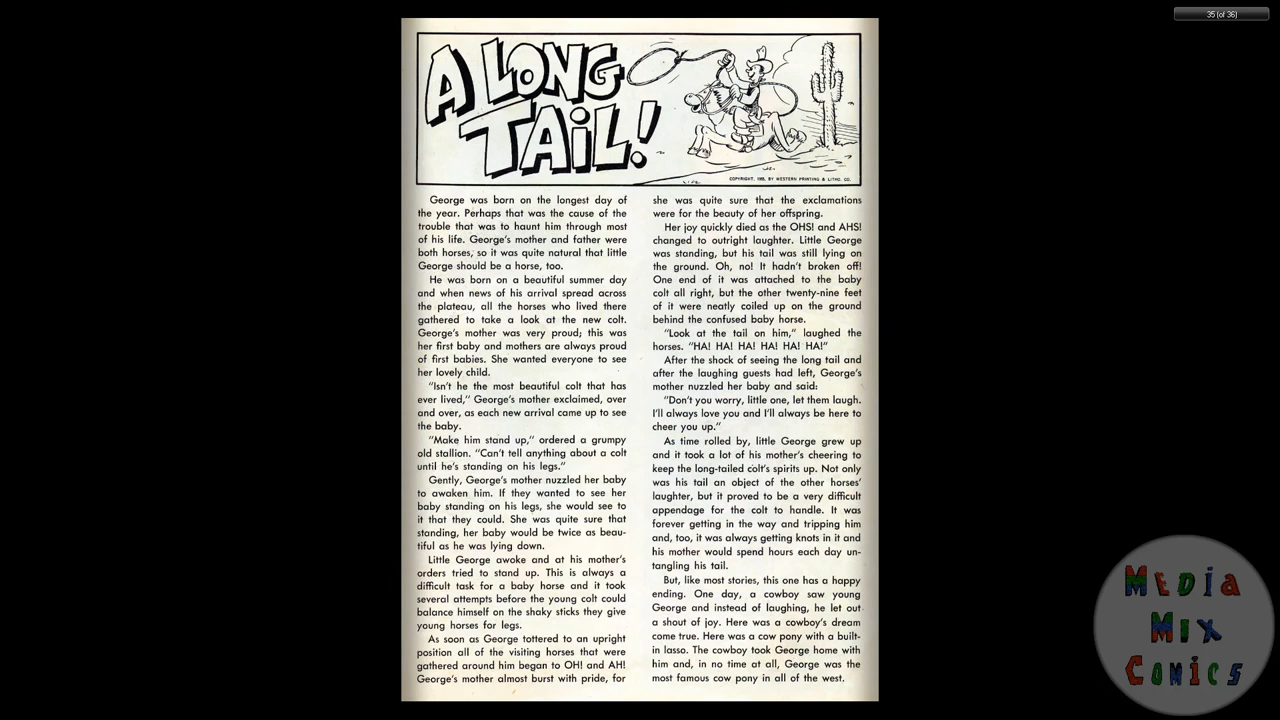 35 (of 36)
A LONG
TAIL!
COPYRIGHT, 1955, BY WESTERN PRINTING & LITHO. CO.
George was born on the longest day of
the year. Perhaps that was the cause of the
trouble that was to haunt him through most
of his life. George's mother and father were
both horses, so it was quite natural that little
George should be a horse, too.
He was born on a beautiful summer day
and when news of his arrival spread across
the plateau, all the horses who lived there
gathered to take a look at the new colt.
George's mother was very proud; this was
her first baby and mothers are always proud
of first babies. She wanted everyone to see
her lovely child.
"Isn't he the most beautiful colt that has
ever lived," George's mother exclaimed, over
and over, as each new arrival came up to see
the baby.
"Make him stand up," ordered a grumpy
old stallion. "Can't tell anything about a colt
until he's standing on his legs."
Gently, George's mother nuzzled her baby
to awaken him. If they wanted to see her
baby standing on his legs, she would see to
it that they could. She was quite sure that
standing, her baby would be twice as beau-
tiful as he was lying down.
Little George awoke and at his mother's
orders tried to stand up. This is always a
difficult task for a baby horse and it took
several attempts before the young colt could
balance himself on the shaky sticks they give
young horses for legs.
As soon as George tottered to an upright
position all of the visiting horses that were
gathered around him began to OH! and AH!
George's mother almost burst with pride, for
she was quite sure that the exclamations
were for the beauty of her offspring.
Her joy quickly died as the OHS! and AHS!
changed to outright laughter. Little George
was standing, but his tail was still lying on
the ground. Oh, no! It hadn't broken off!
One end of it was attached to the baby
colt all right, but the other twenty-nine feet
of it were neatly coiled up on the ground
behind the confused baby horse.
"Look at the tail on him," laughed the
horses. "HA! HA! HA! HA! HA! HA!"
After the shock of seeing the long tail and
after the laughing guests had left, George's
mother nuzzled her baby and said:
"Don't you worry, little one, let them laugh.
I'll always love you and I'll always be here to
cheer you up."
As time rolled by, little George grew up
and it took a lot of his mother's cheering to
keep the long-tailed colt's spirits up. Not only
was his tail an object of the other horses'
laughter, but it proved to be a very difficult
appendage for the colt to handle. It was
forever getting in the way and tripping him
and, too, it was always getting knots in it and
his mother would spend hours each day un-
tangling his tail.
But, like most stories, this one has a happy
ending. One day, a cowboy saw young
George and instead of laughing, he let out
a shout of joy. Here was a cowboy's dream
come true. Here was a cow pony with a built-
in lasso. The cowboy took George home with
him and, in no time at all, George was the
most famous cow pony in all of the west.
MEDIA
MIX
COMICS